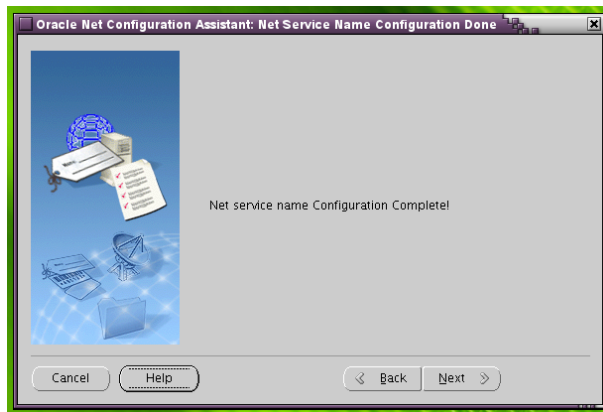 Oracle Net Configuration Assistant: Net Service Name Configuration Done
Net service name Configuration Complete!
Cancel
Help
Back
Next